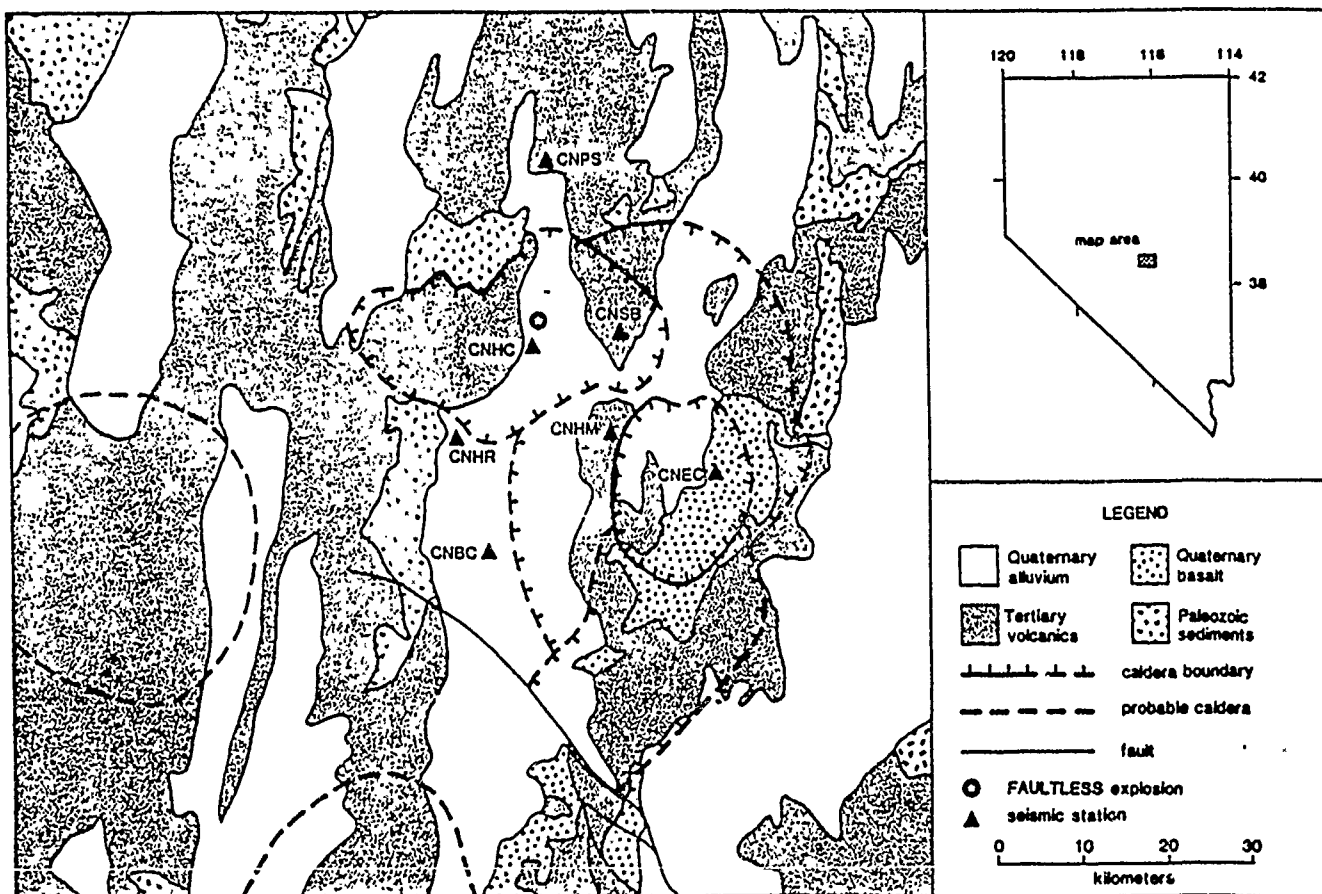 CNPS
CNSB
CNHC
CNHM
CNHR
CNEC
CNBC
120 118 116 114
42
40
map area
38
LEGEND
Quaternary alluvium
Quaternary basalt
Tertiary volcanics
Paleozoic sediments
caldera boundary
probable caldera
fault
FAULTLESS explosion
seismic station
0 10 20 30
kilometers